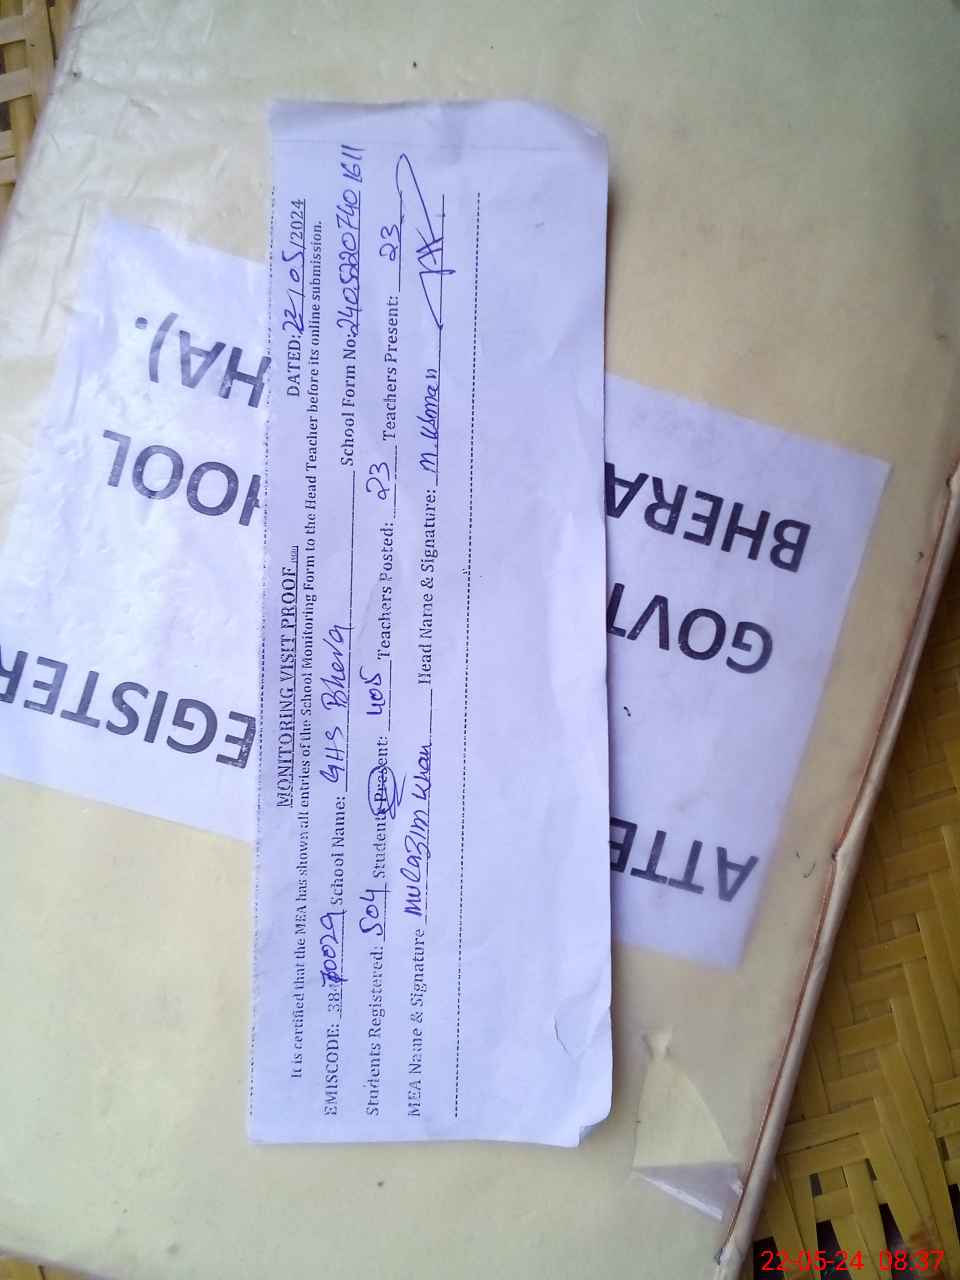 MONITORING VISIT PROOF
DATED: 22/05/2024
It is certified that the MEA has shown all entries of the School Monitoring Form to the Head Teacher before its online submission.
EMISCODE: 38470029 School Name: GHS Bhera School Form No: 2405220740 1611
Students Registered: 504 Students Present: 405 Teachers Posted: 23 Teachers Present: 23
MEA Name & Signature Mulazim Khan Head Name & Signature: M. Usman
ATTE
EGISTER
GOVT
HOOL
BHERA
HA).
22-05-24 08:37